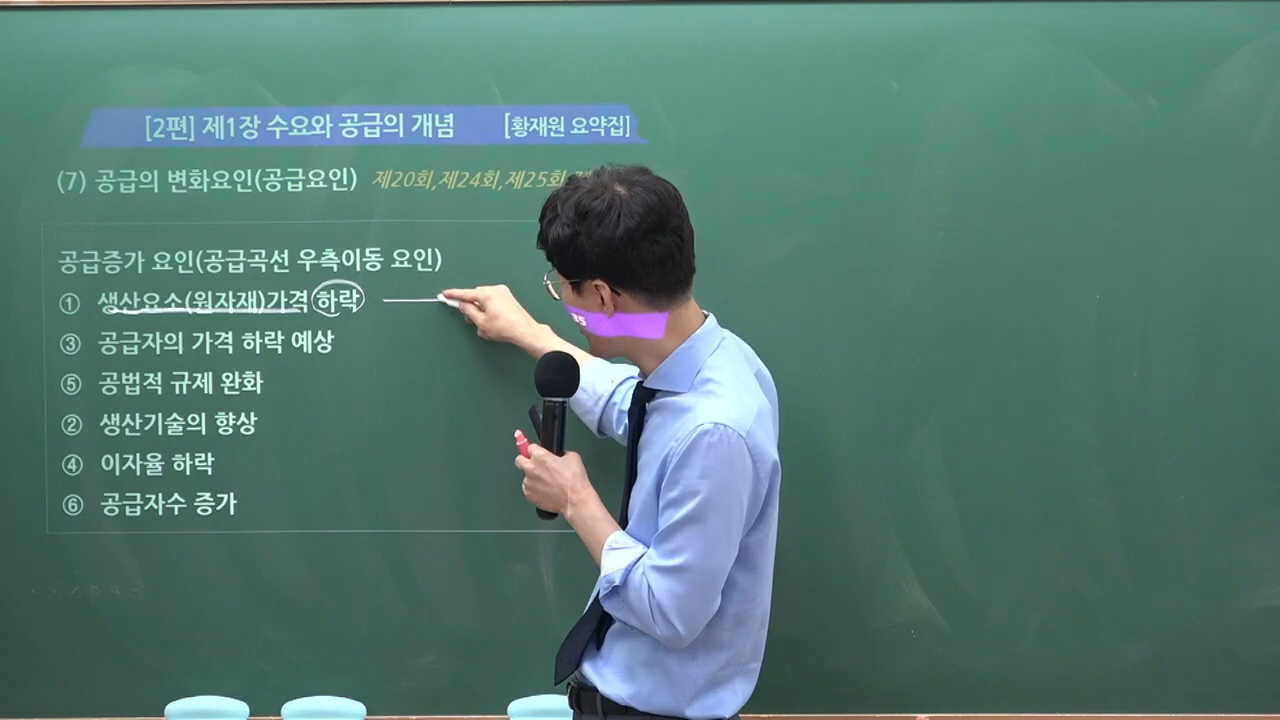 [2편] 제1장 수요와 공급의 개념 [황재원 요약집]
(7) 공급의 변화요인(공급요인) 제20회,제24회,제25회
공급증가 요인(공급곡선 우측이동 요인)
① 생산요소(원자재)가격 하락
③ 공급자의 가격 하락 예상
⑤ 공법적 규제 완화
② 생산기술의 향상
④ 이자율 하락
⑥ 공급자수 증가